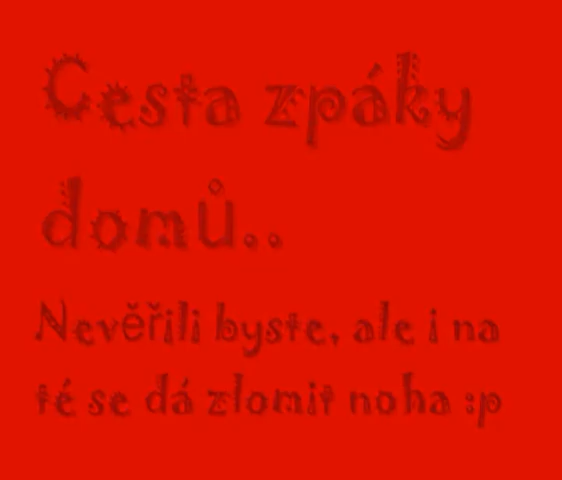 Cesta zpáky
domů..
Nevěřili byste, ale i na
té se dá zlomit noha :p